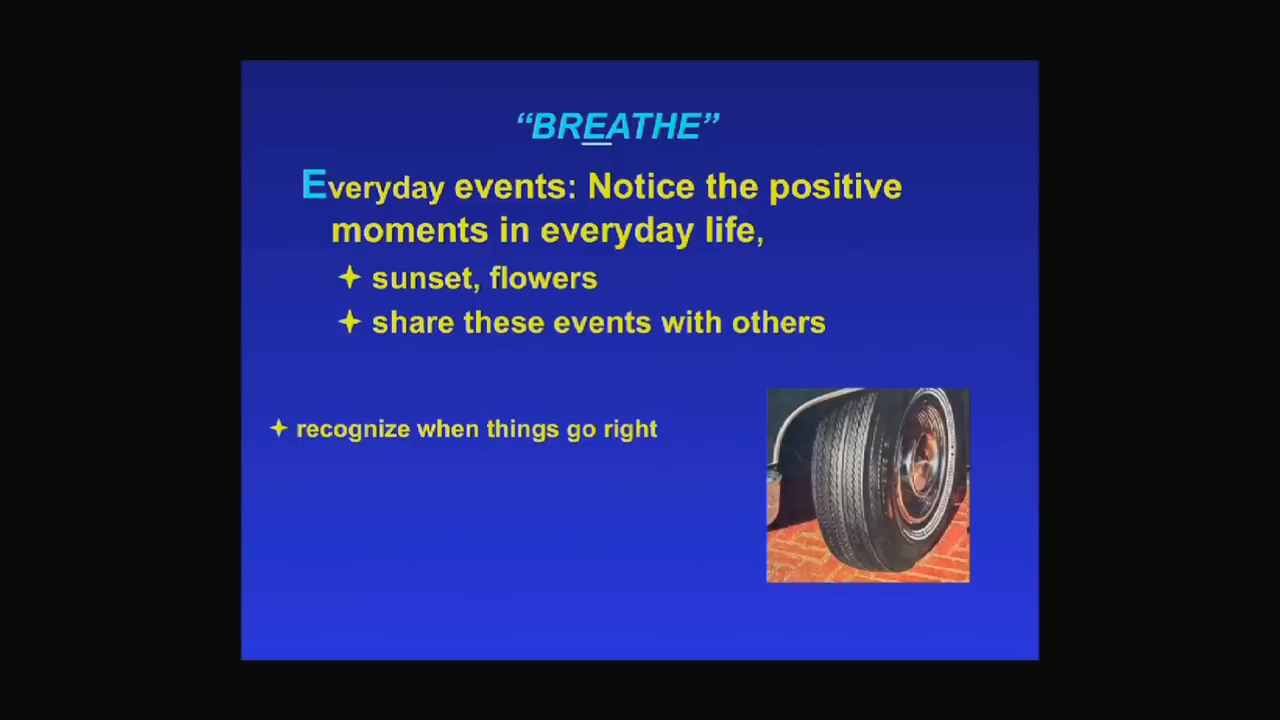 “BREATHE”
Everyday events: Notice the positive
moments in everyday life,
✦ sunset, flowers
✦ share these events with others
✦ recognize when things go right